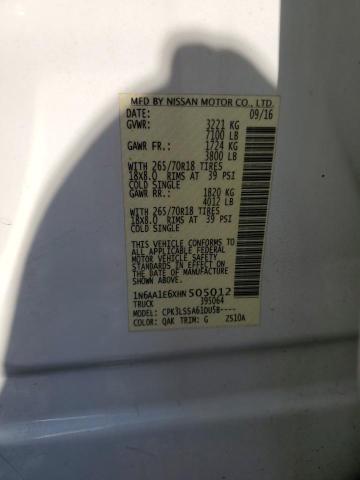 MFD BY NISSAN MOTOR CO., LTD.
DATE: 09/16
GVWR: 3221 KG
7100 LB
GAWR FR.: 1724 KG
3800 LB
WITH 265/70R18 TIRES
18X8.0 RIMS AT 39 PSI
COLD SINGLE
GAWR RR.: 1820 KG
4012 LB
WITH 265/70R18 TIRES
18X8.0 RIMS AT 39 PSI
COLD SINGLE
THIS VEHICLE CONFORMS
TO ALL APPLICABLE FEDERAL
MOTOR VEHICLE SAFETY
STANDARDS IN EFFECT ON
THE DATE OF MANUFACTURE
SHOWN ABOVE.
1N6AA1E6XHN505012
TRUCK 395064
MODEL: CPK3LSSA61DU5B----
COLOR: QAK TRIM: G ZS10A